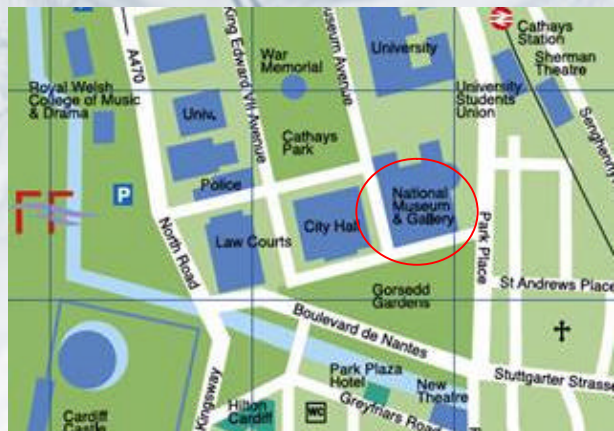 A470
King Edward VII Avenue
Museum Avenue
University
Cathays
Station
Sherman
Theatre
Senghenny
War
Memorial
Royal Welsh
College of Music
& Drama
Univ.
University
Students
Union
Cathays
Park
P
Police
National
Museum
& Gallery
City Hall
Law Courts
North Road
Park Place
Gorsedd
Gardens
St Andrews Place
Boulevard de Nantes
Park Plaza
Hotel
New
Theatre
Stuttgarter Strasse
Kingsway
Hilton
Cardiff
WC
Greyfriars Road
Cardiff
Castle